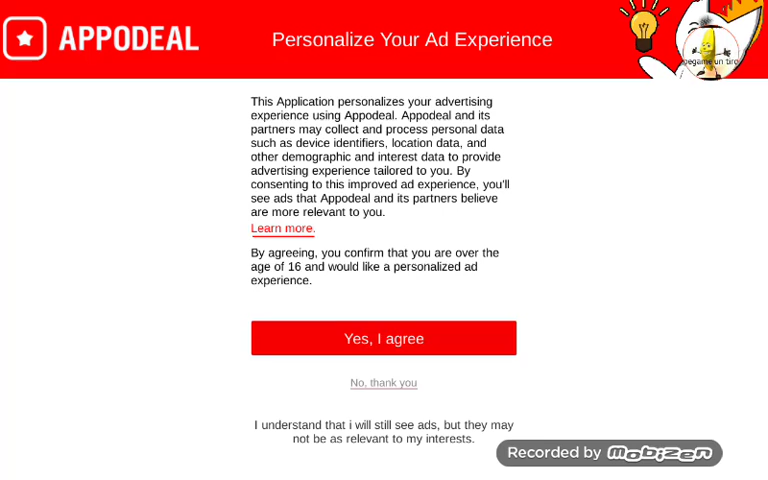 APPODEAL
Personalize Your Ad Experience
pegame un tiro
This Application personalizes your advertising
experience using Appodeal. Appodeal and its
partners may collect and process personal data
such as device identifiers, location data, and
other demographic and interest data to provide
advertising experience tailored to you. By
consenting to this improved ad experience, you'll
see ads that Appodeal and its partners believe
are more relevant to you.
Learn more.
By agreeing, you confirm that you are over the
age of 16 and would like a personalized ad
experience.
Yes, I agree
No, thank you
I understand that i will still see ads, but they may
not be as relevant to my interests.
Recorded by Mobizen